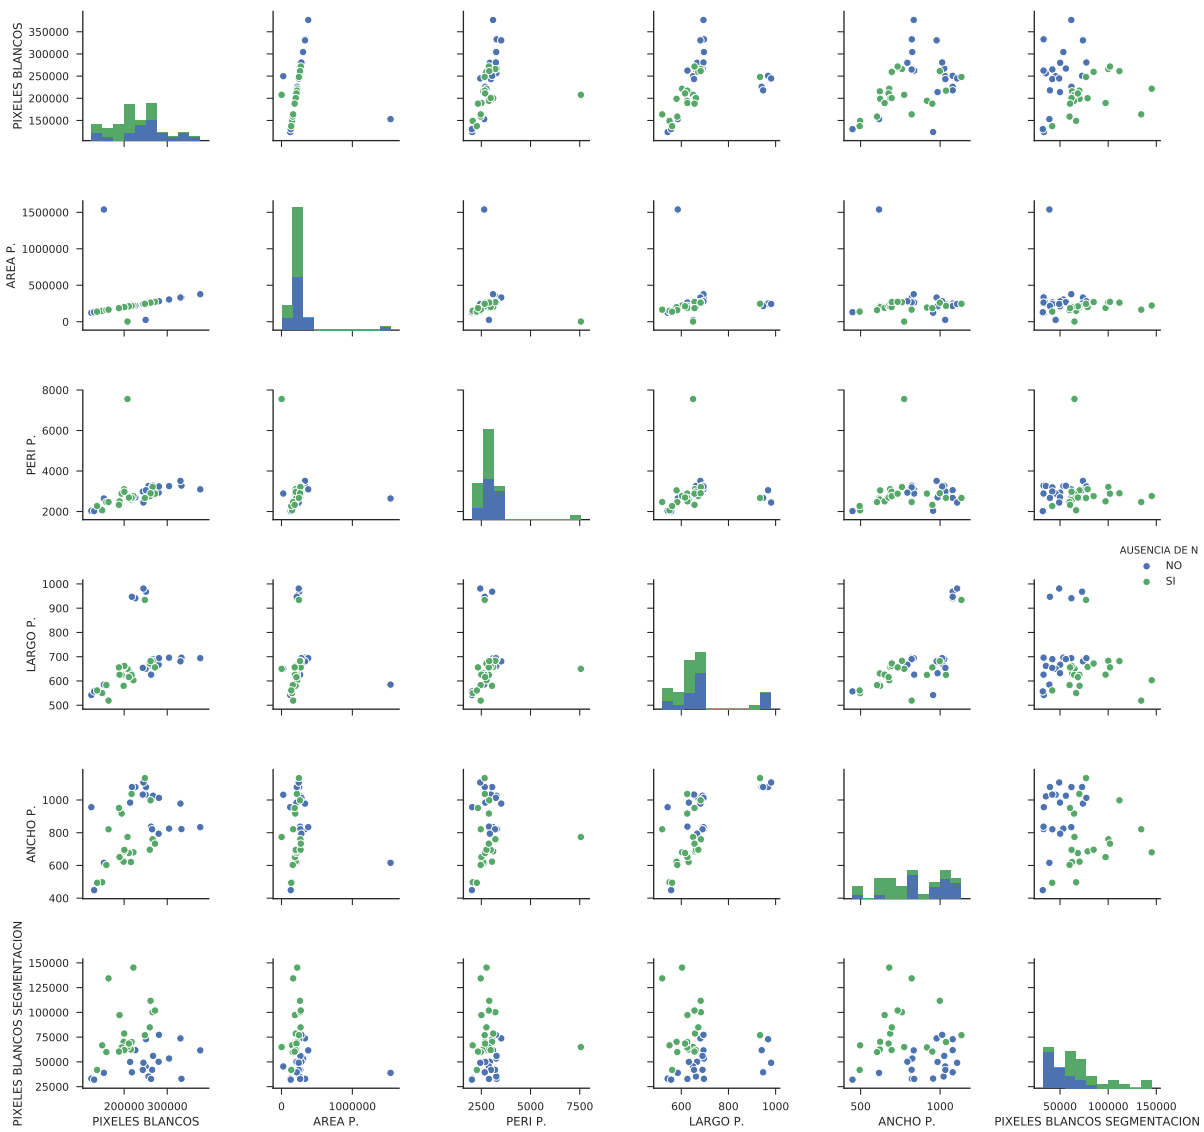 PIXELES BLANCOS
350000
300000
250000
200000
150000
AREA P.
1500000
1000000
500000
0
PERI P.
8000
6000
4000
2000
AUSENCIA DE N
NO
SI
LARGO P.
1000
900
800
700
600
500
ANCHO P.
1000
800
600
400
PIXELES BLANCOS SEGMENTACION
150000
125000
100000
75000
50000
25000
200000 300000
0 1000000
2500 5000 7500
600 800 1000
500 1000
50000 100000 150000
PIXELES BLANCOS
AREA P.
PERI P.
LARGO P.
ANCHO P.
PIXELES BLANCOS SEGMENTACION